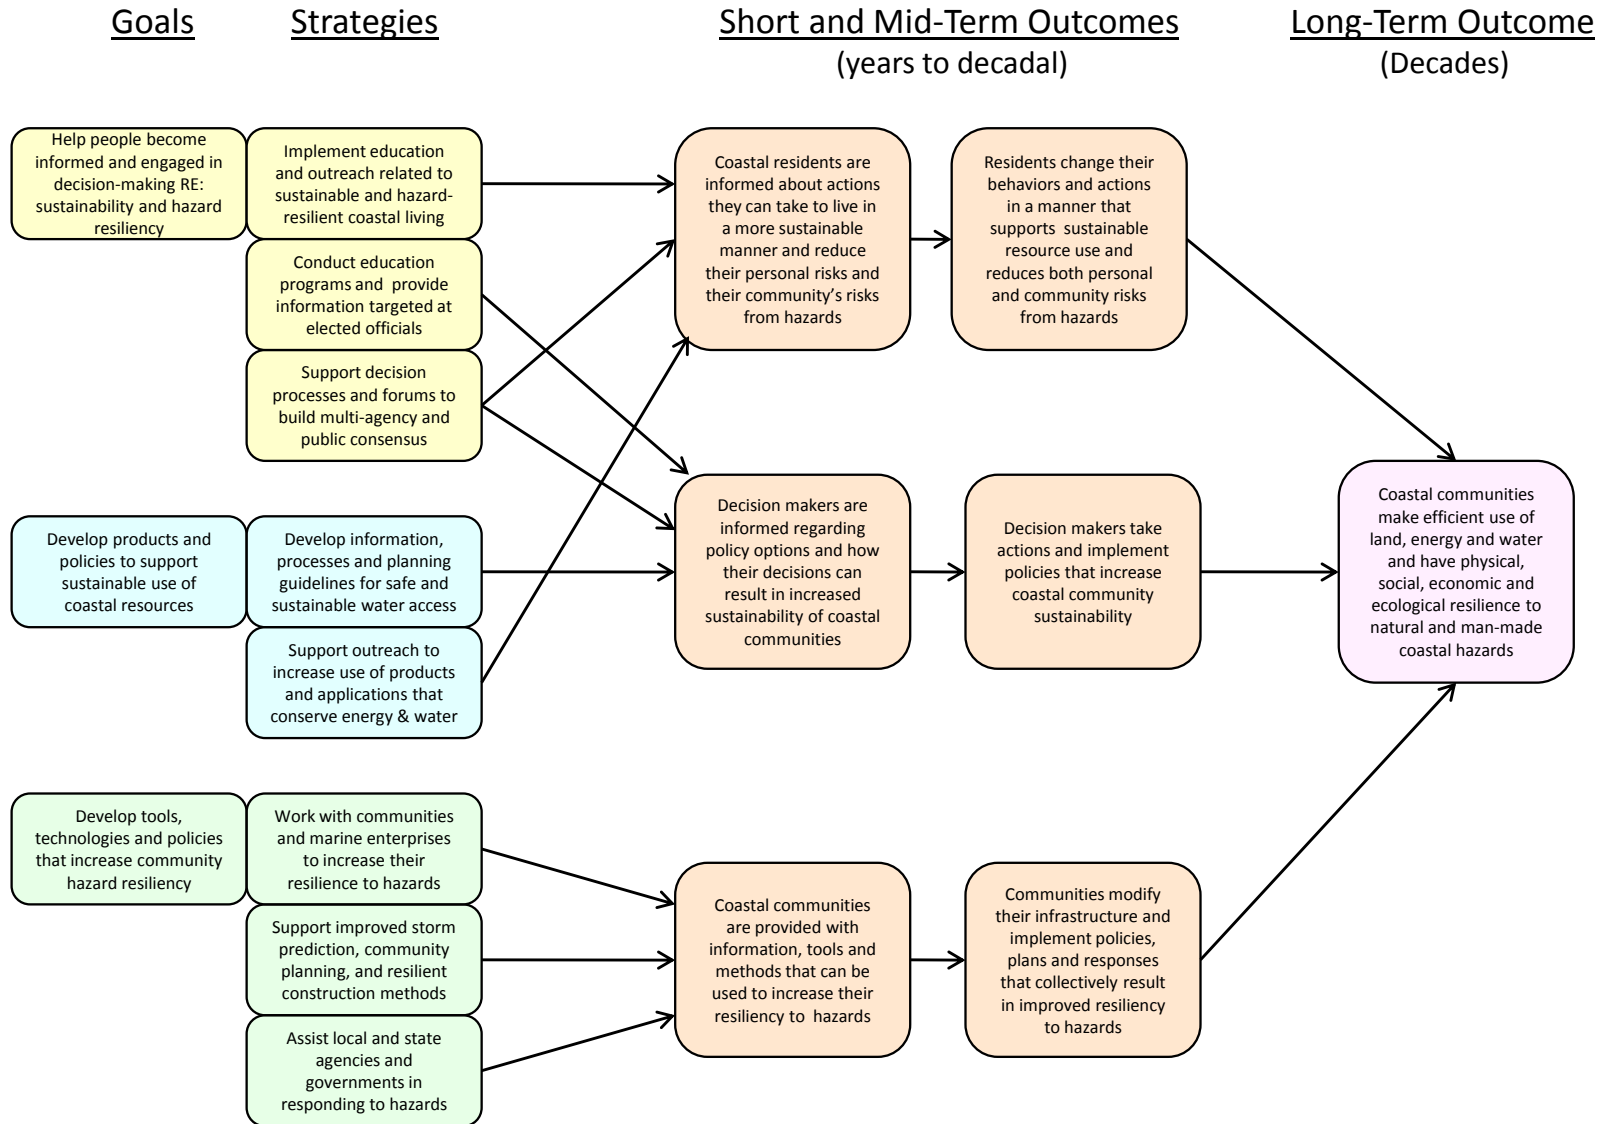 Goals
Strategies
Short and Mid-Term Outcomes
(years to decadal)
Long-Term Outcome
(Decades)
Help people become
informed and engaged in
decision-making RE:
sustainability and hazard
resiliency
Implement education
and outreach related to
sustainable and hazard-
resilient coastal living
Conduct education
programs and  provide
information targeted at
elected officials
Support decision
processes and forums to
build multi-agency and
public consensus
Coastal residents are
informed about actions
they can take to live in
a more sustainable
manner and reduce
their personal risks and
their community’s risks
from hazards
Residents change their
behaviors and actions
in a manner that
supports  sustainable
resource use and
reduces both personal
and community risks
from hazards
Develop products and
policies to support
sustainable use of
coastal resources
Develop information,
processes and planning
guidelines for safe and
sustainable water access
Support outreach to
increase use of products
and applications that
conserve energy & water
Decision makers are
informed regarding
policy options and how
their decisions can
result in increased
sustainability of coastal
communities
Decision makers take
actions and implement
policies that increase
coastal community
sustainability
Coastal communities
make efficient use of
land, energy and water
and have physical,
social, economic and
ecological resilience to
natural and man-made
coastal hazards
Develop tools,
technologies and policies
that increase community
hazard resiliency
Work with communities
and marine enterprises
to increase their
resilience to hazards
Support improved storm
prediction, community
planning, and resilient
construction methods
Assist local and state
agencies and
governments in
responding to hazards
Coastal communities
are provided with
information, tools and
methods that can be
used to increase their
resiliency to  hazards
Communities modify
their infrastructure and
implement policies,
plans and responses
that collectively result
in improved resiliency
to hazards